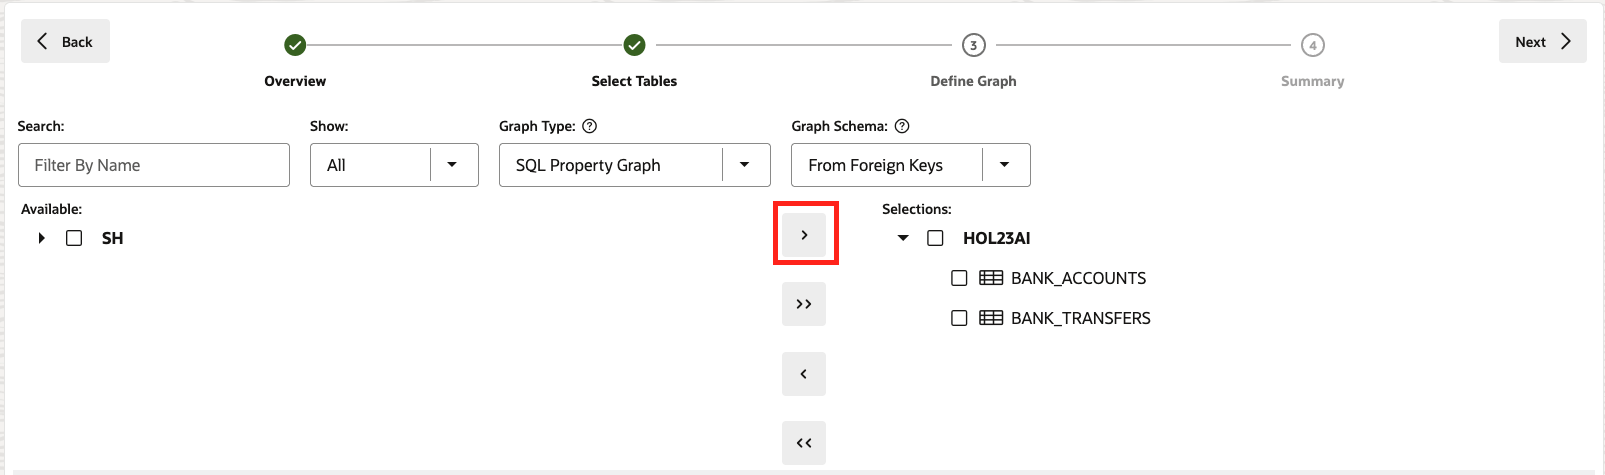 Back
Next
3
4
Overview
Select Tables
Define Graph
Summary
Search:
Show:
Graph Type: ?
Graph Schema: ?
Filter By Name
All
SQL Property Graph
From Foreign Keys
Available:
Selections:
SH
>
HOL23AI
BANK_ACCOUNTS
>>
BANK_TRANSFERS
<
<<